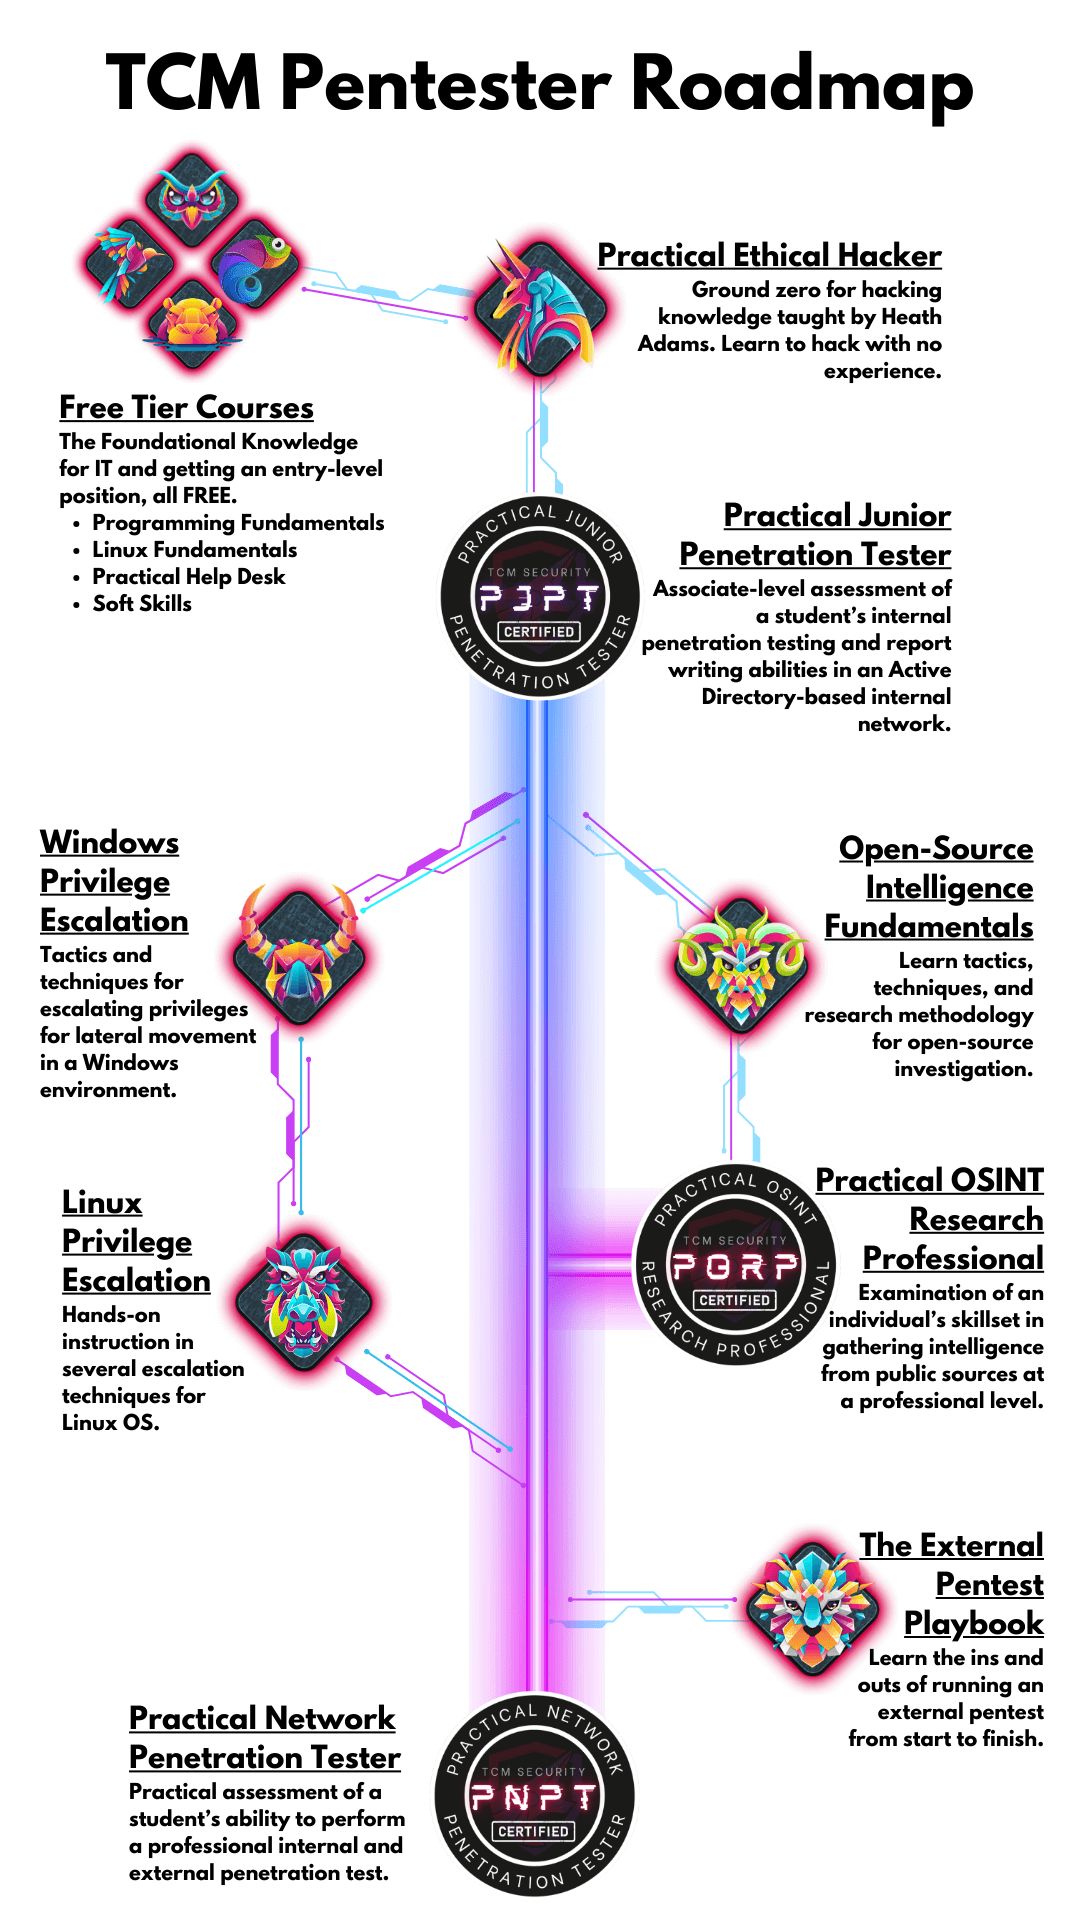 TCM Pentester Roadmap
Practical Ethical Hacker
Ground zero for hacking
knowledge taught by Heath
Adams. Learn to hack with no
experience.
Free Tier Courses
The Foundational Knowledge
for IT and getting an entry-level
position, all FREE.
• Programming Fundamentals
• Linux Fundamentals
• Practical Help Desk
• Soft Skills
PRACTICAL JUNIOR
TCM SECURITY
PJPT
CERTIFIED
PENETRATION TESTER
Practical Junior
Penetration Tester
Associate-level assessment of
a student’s internal
penetration testing and report
writing abilities in an Active
Directory-based internal
network.
Windows
Privilege
Escalation
Tactics and
techniques for
escalating privileges
for lateral movement
in a Windows
environment.
Open-Source
Intelligence
Fundamentals
Learn tactics,
techniques, and
research methodology
for open-source
investigation.
Linux
Privilege
Escalation
Hands-on
instruction in
several escalation
techniques for
Linux OS.
PRACTICAL OSINT
TCM SECURITY
PORP
CERTIFIED
RESEARCH PROFESSIONAL
Practical OSINT
Research
Professional
Examination of an
individual’s skillset in
gathering intelligence
from public sources at
a professional level.
The External
Pentest
Playbook
Learn the ins and
outs of running an
external pentest
from start to finish.
Practical Network
Penetration Tester
Practical assessment of a
student’s ability to perform
a professional internal and
external penetration test.
PRACTICAL NETWORK
TCM SECURITY
PNPT
CERTIFIED
PENETRATION TESTER